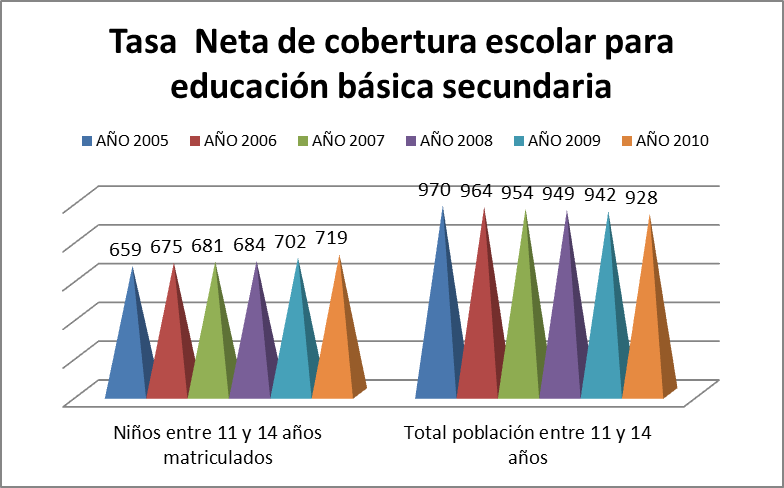 Tasa  Neta de cobertura escolar para
educación básica secundaria
AÑO 2005 AÑO 2006 AÑO 2007 AÑO 2008 AÑO 2009 AÑO 2010
659 675 681 684 702 719 970 964 954 949 942 928
Niños entre 11 y 14 años
matriculados
Total población entre 11 y 14
años